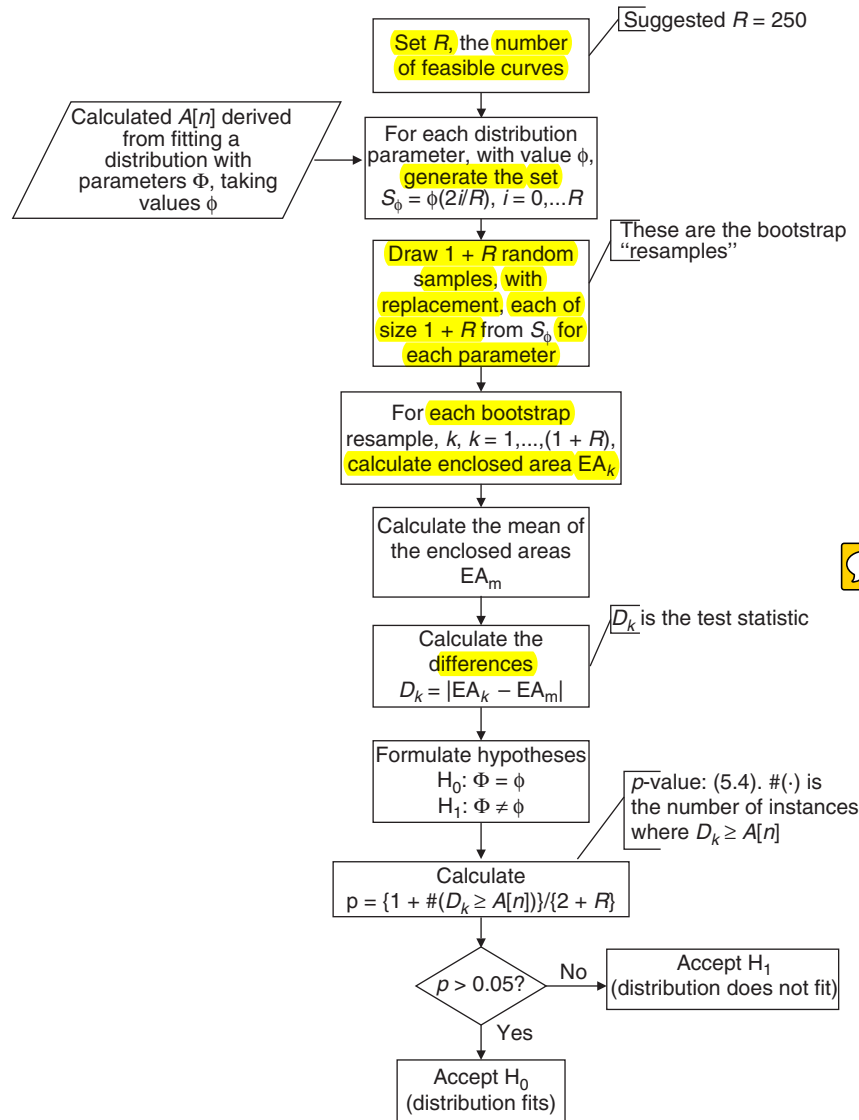 Suggested R = 250
Set R, the number
of feasible curves
Calculated A[n] derived
from fitting a
distribution with
parameters Φ, taking
values ϕ
For each distribution
parameter, with value ϕ,
generate the set
Sϕ = ϕ(2i/R), i = 0,...R
These are the bootstrap
‘‘resamples’’
Draw 1 + R random
samples, with
replacement, each of
size 1 + R from Sϕ for
each parameter
For each bootstrap
resample, k, k = 1,...,(1 + R),
calculate enclosed area EAk
Calculate the mean of
the enclosed areas
EAm
Dk is the test statistic
Calculate the
differences
Dk = |EAk − EAm|
Formulate hypotheses
H0: Φ = ϕ
H1: Φ ≠ ϕ
p-value: (5.4). #(·) is
the number of instances
where Dk ≥ A[n]
Calculate
p = {1 + #(Dk ≥ A[n])}/{2 + R}
p > 0.05?
No
Accept H1
(distribution does not fit)
Yes
Accept H0
(distribution fits)